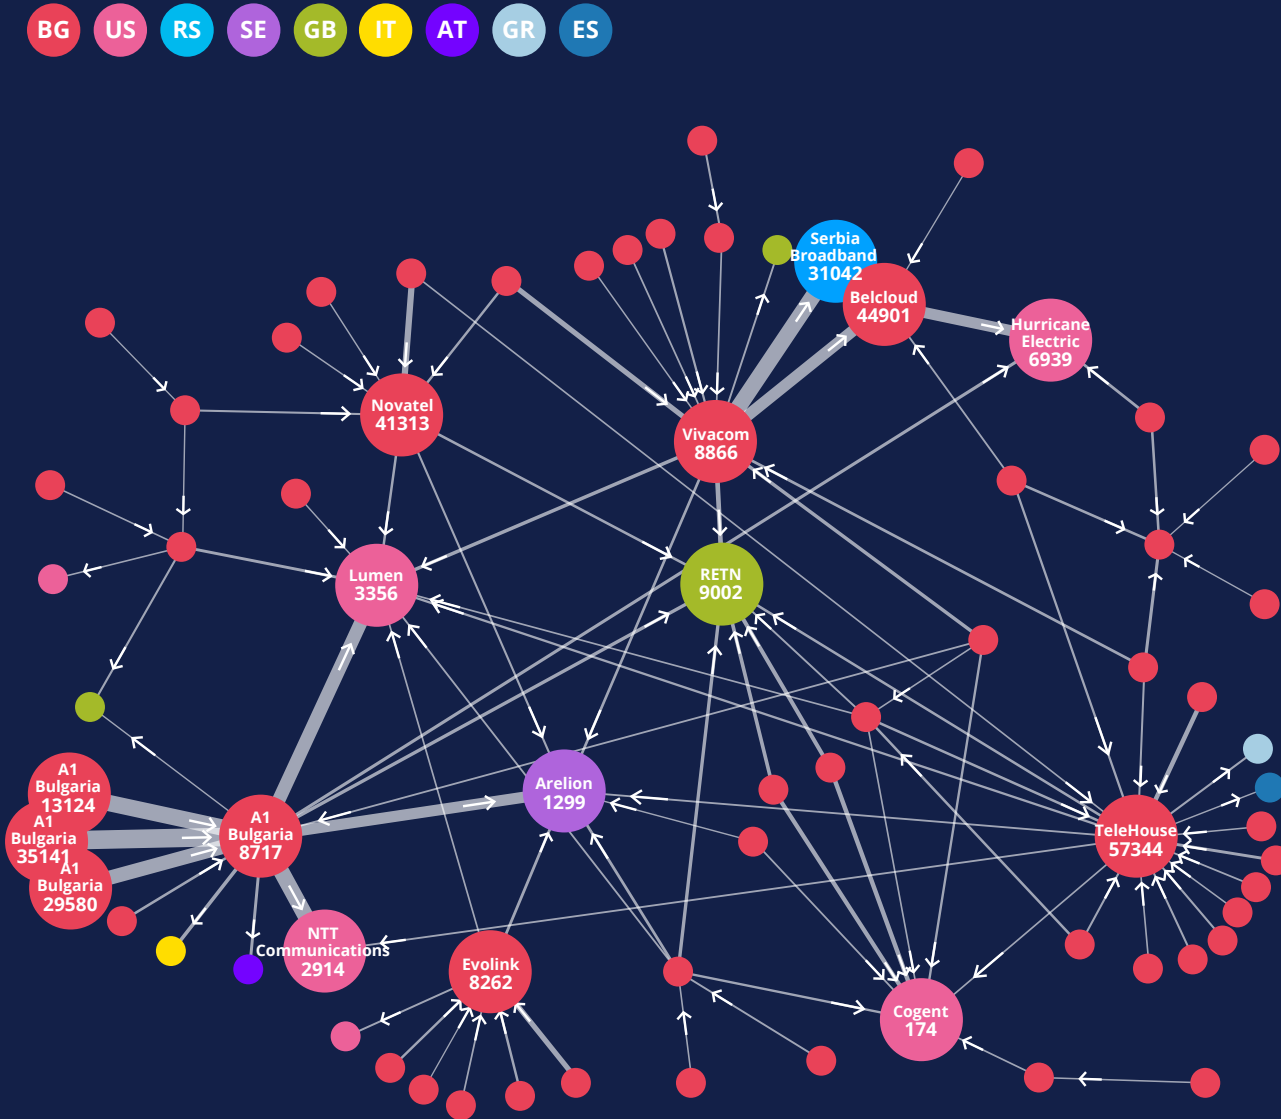 BG US RS SE GB IT AT GR ES
Serbia
Broadband
31042
Belcloud
44901
Hurricane
Electric
6939
Novatel
41313
Vivacom
8866
Lumen
3356
RETN
9002
A1
Bulgaria
13124
A1
Bulgaria
35141
A1
Bulgaria
29580
A1
Bulgaria
8717
Arelion
1299
TeleHouse
57344
NTT
Communications
2914
Evolink
8262
Cogent
174